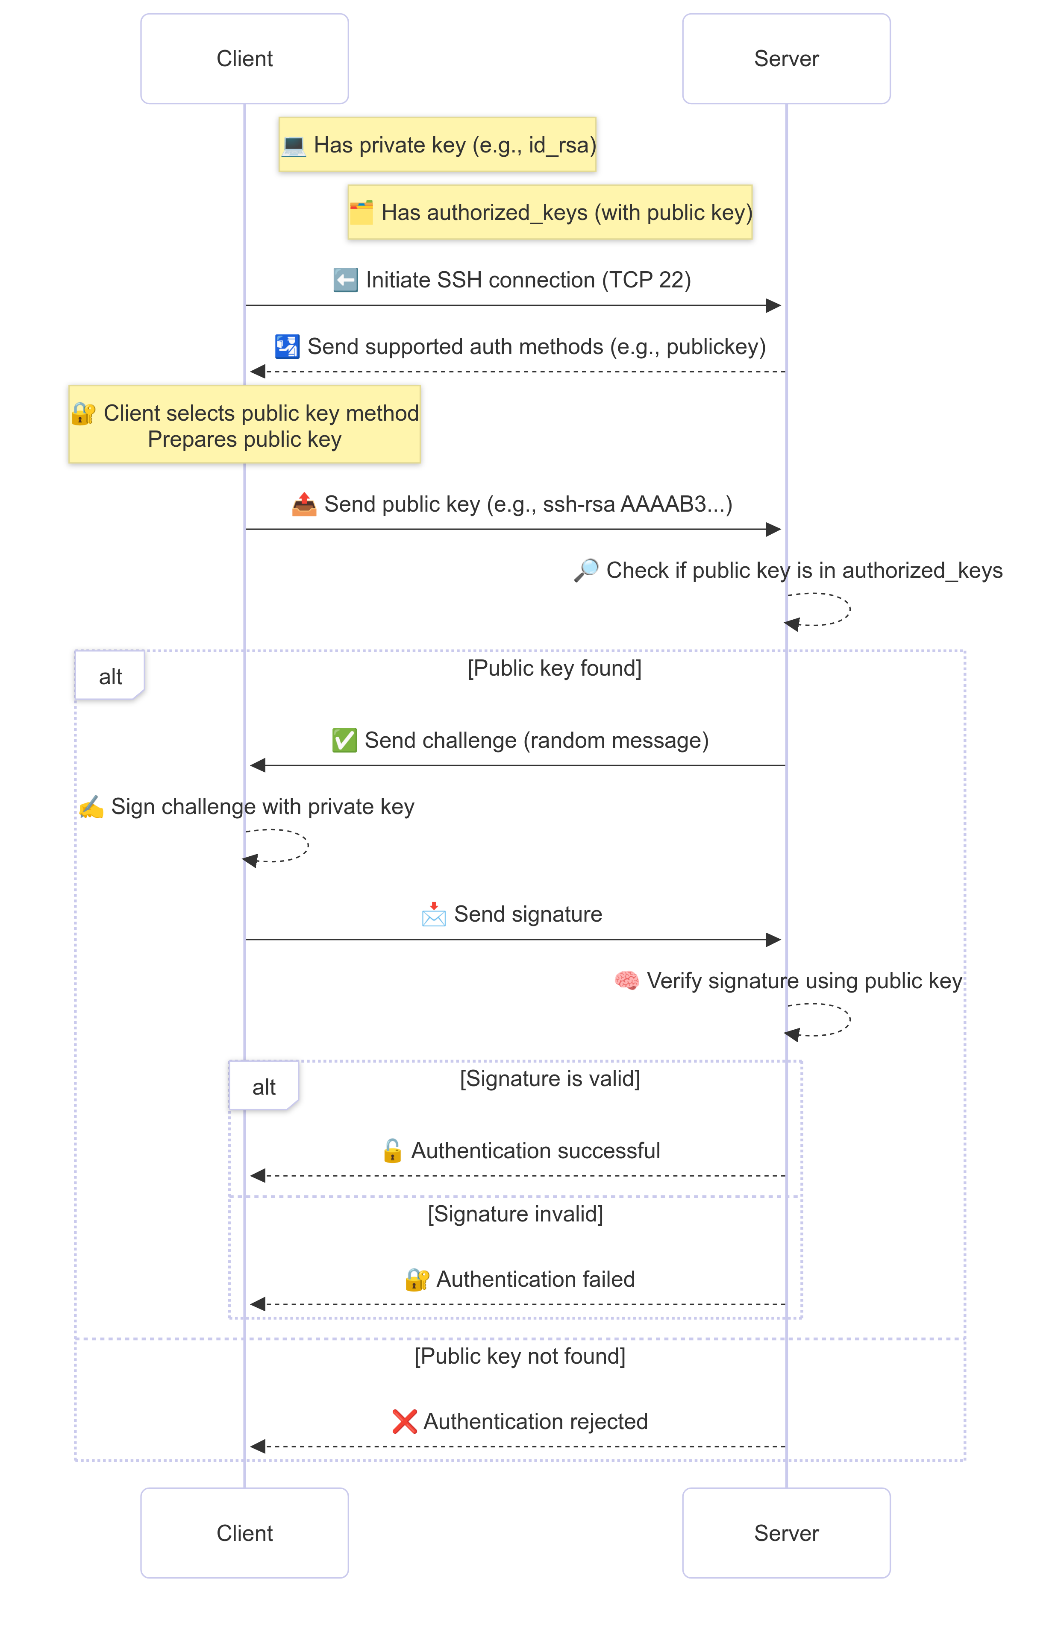 Client
Server
💻 Has private key (e.g., id_rsa)
🗂️ Has authorized_keys (with public key)
⬅️ Initiate SSH connection (TCP 22)
🛂 Send supported auth methods (e.g., publickey)
🔐 Client selects public key method
Prepares public key
📤 Send public key (e.g., ssh-rsa AAAAB3...)
🔎 Check if public key is in authorized_keys
alt
[Public key found]
✅ Send challenge (random message)
✍️ Sign challenge with private key
📩 Send signature
🧠 Verify signature using public key
alt
[Signature is valid]
🔓 Authentication successful
[Signature invalid]
🔐 Authentication failed
[Public key not found]
❌ Authentication rejected
Client
Server